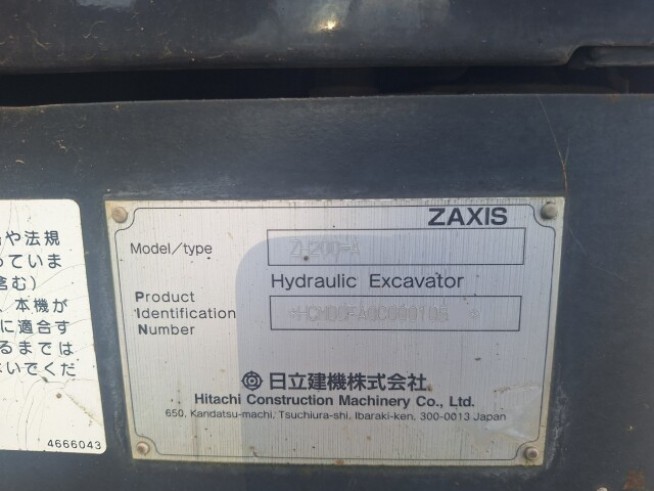 や法規
っていま
含む)
、本機が
に適合す
るまでは
いでくだ
4666043
ZAXIS
Model/type ZH200-A
Hydraulic Excavator
Product
Identification
Number
日立建機株式会社
Hitachi Construction Machinery Co., Ltd.
650, Kandatsu-machi, Tsuchiura-shi, Ibaraki-ken, 300-0013 Japan